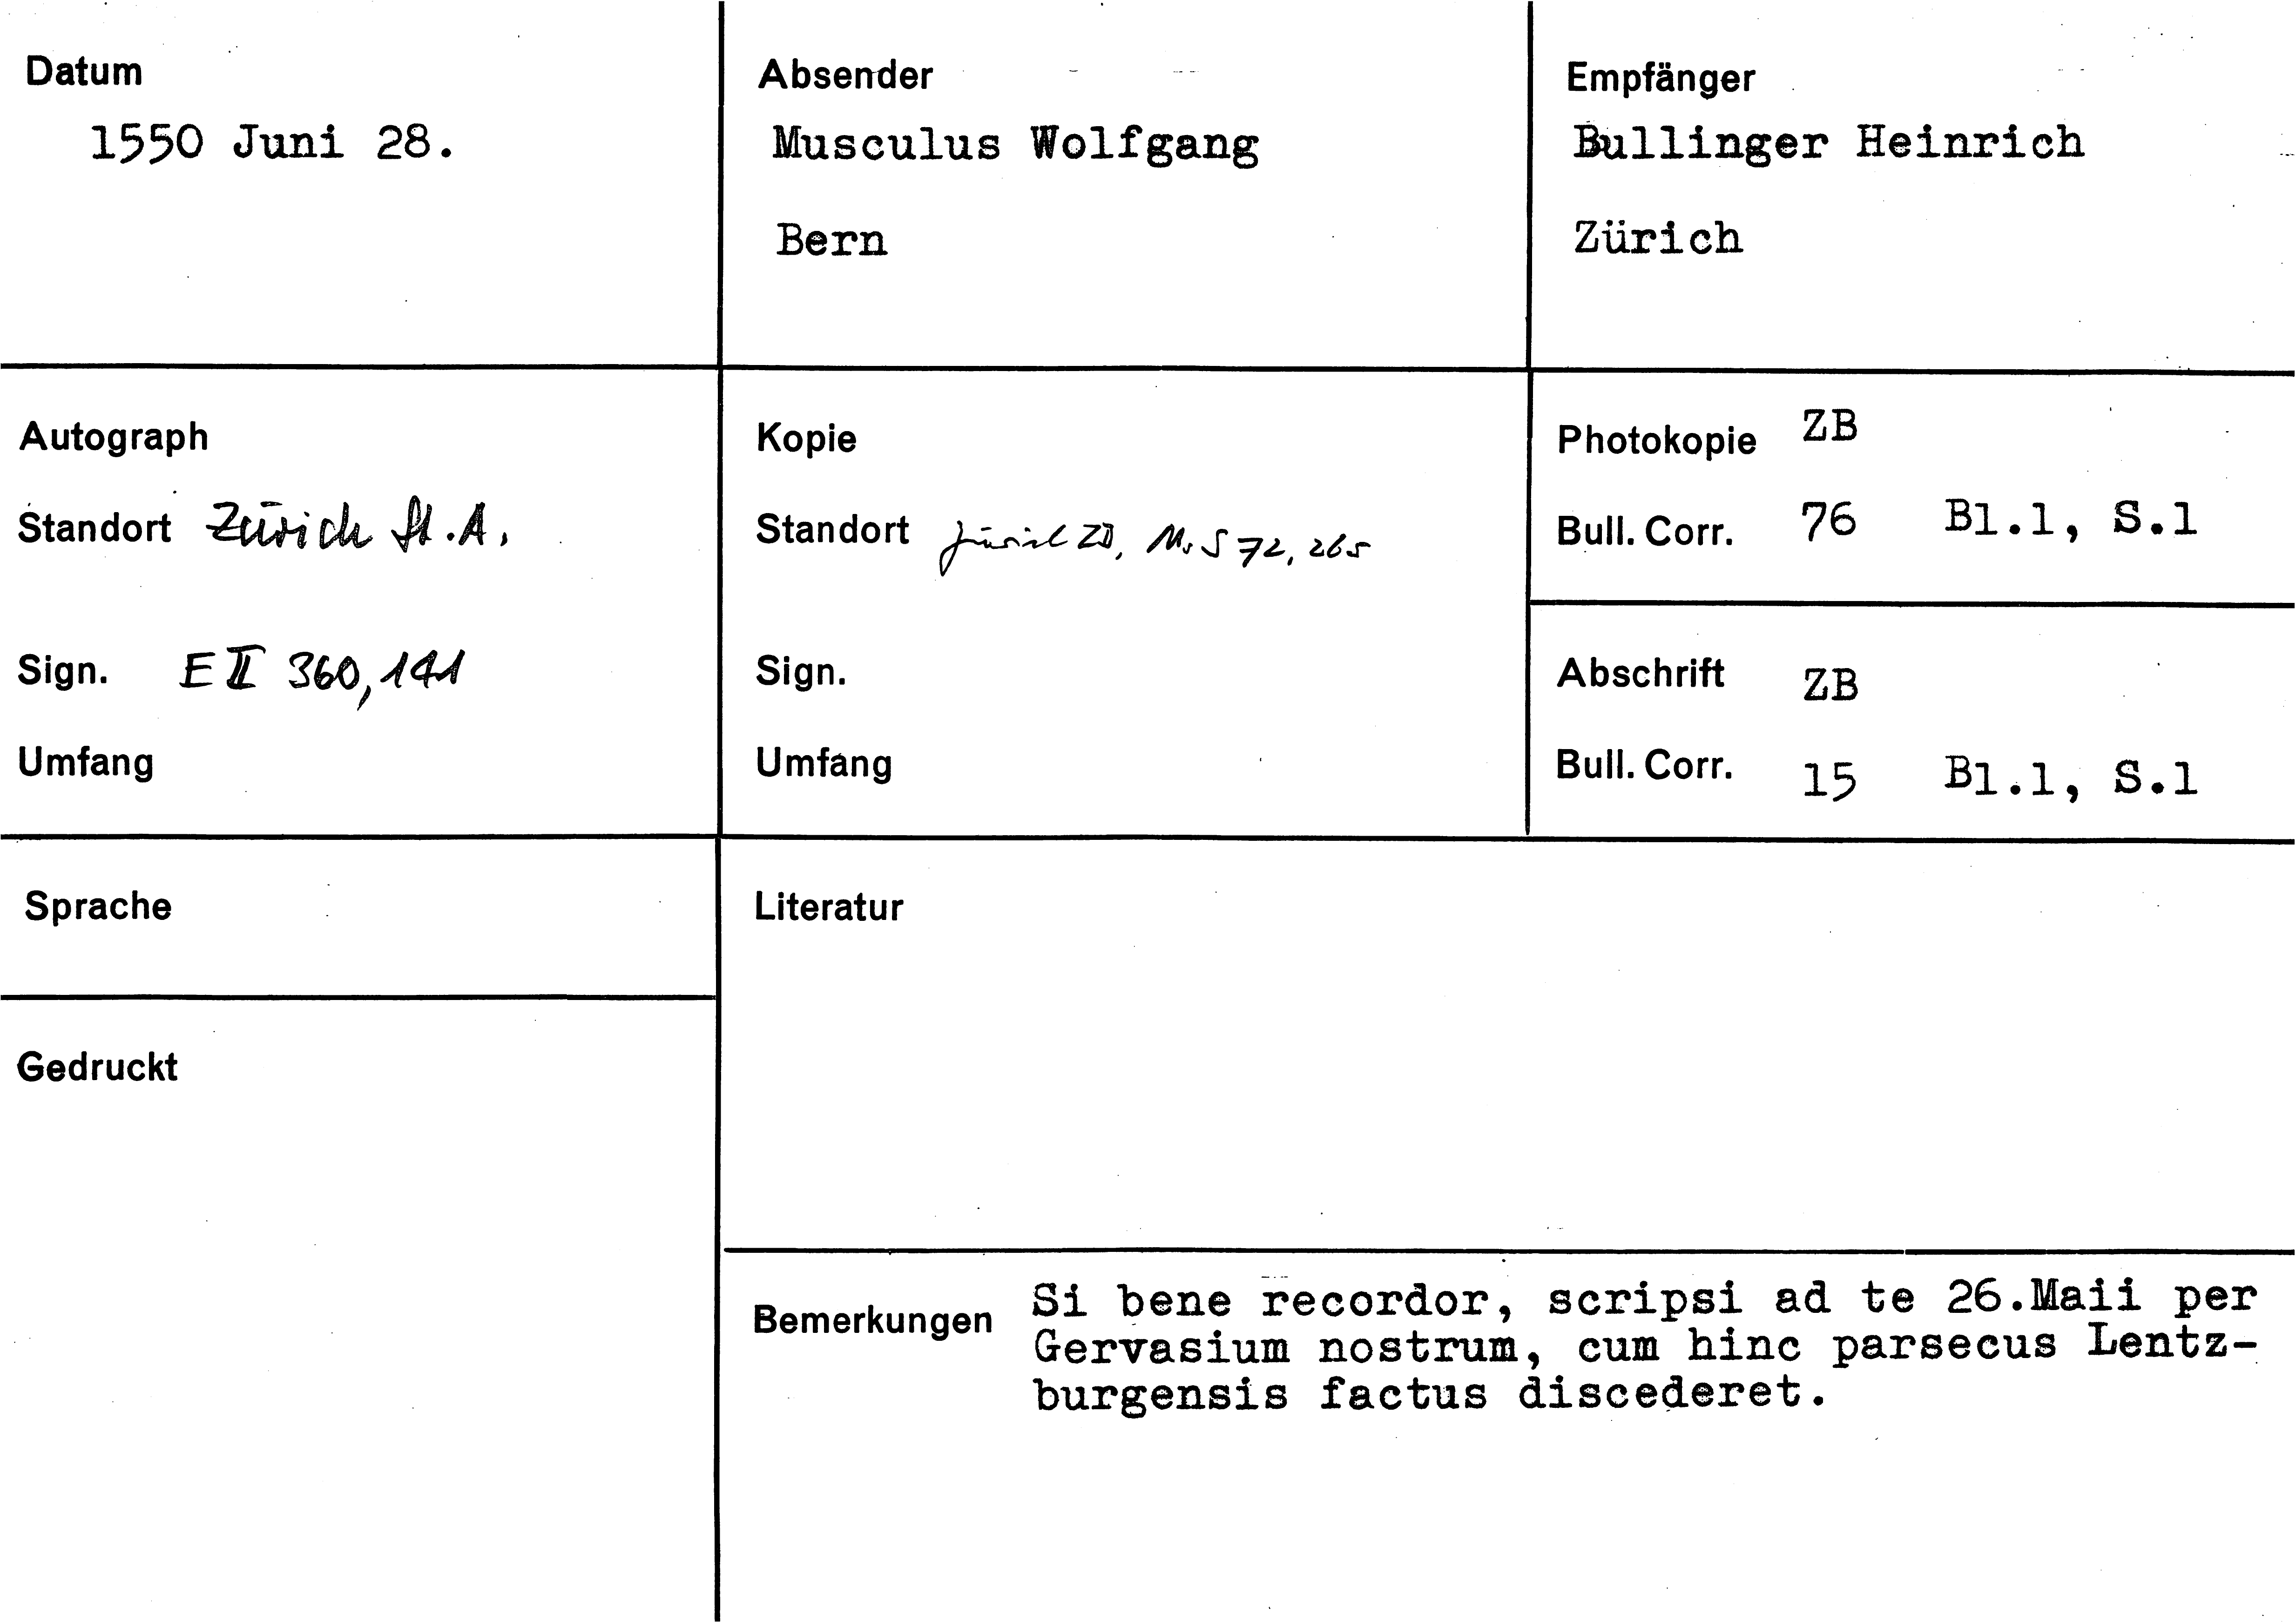 Datum
1550 Juni 28.
Absender
Musculus Wolfgang
Bern
Empfänger
Bullinger Heinrich
Zürich
Autograph
Standort Zürich St.A.
Sign. E II 360,141
Umfang
Kopie
Standort Zürich ZB, Ms S 72, 265
Sign.
Umfang
Photokopie ZB
Bull. Corr. 76 Bl.1, S.1
Abschrift ZB
Bull. Corr. 15 Bl.1, S.1
Sprache
Literatur
Gedruckt
Bemerkungen Si bene recordor, scripsi ad te 26.Maii per
Gervasium nostrum, cum hinc parsecus Lentz-
burgensis factus discederet.